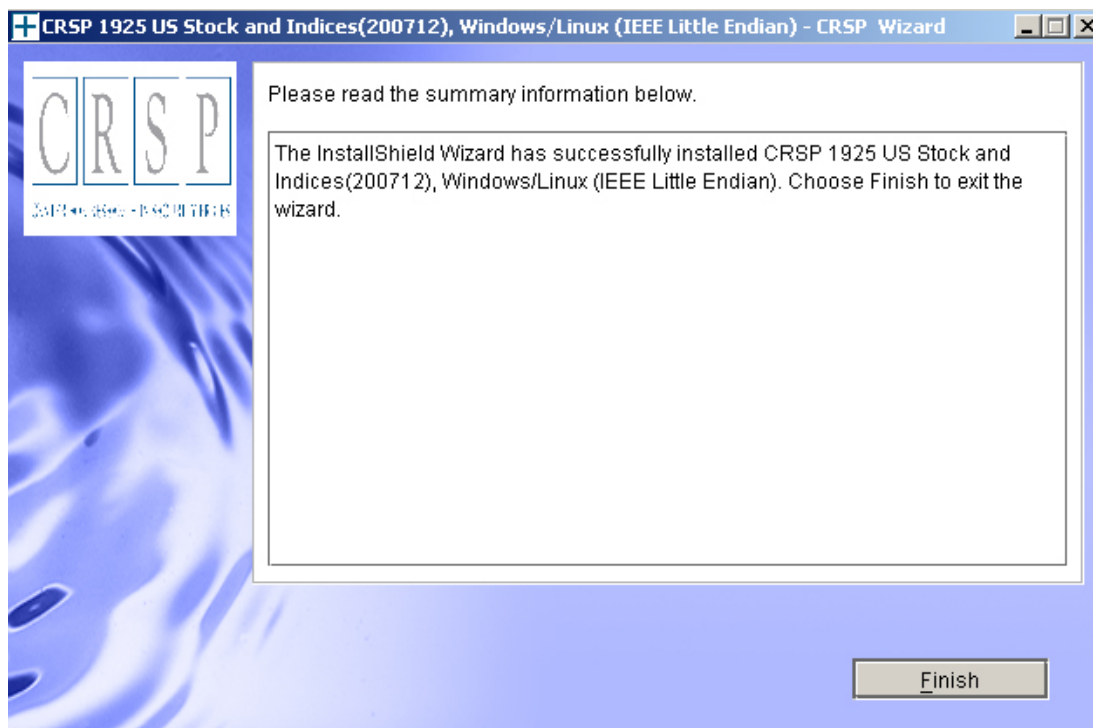 CRSP 1925 US Stock and Indices(200712), Windows/Linux (IEEE Little Endian) - CRSP Wizard
CRSP
Please read the summary information below.
The InstallShield Wizard has successfully installed CRSP 1925 US Stock and
Indices(200712), Windows/Linux (IEEE Little Endian). Choose Finish to exit the
wizard.
Finish